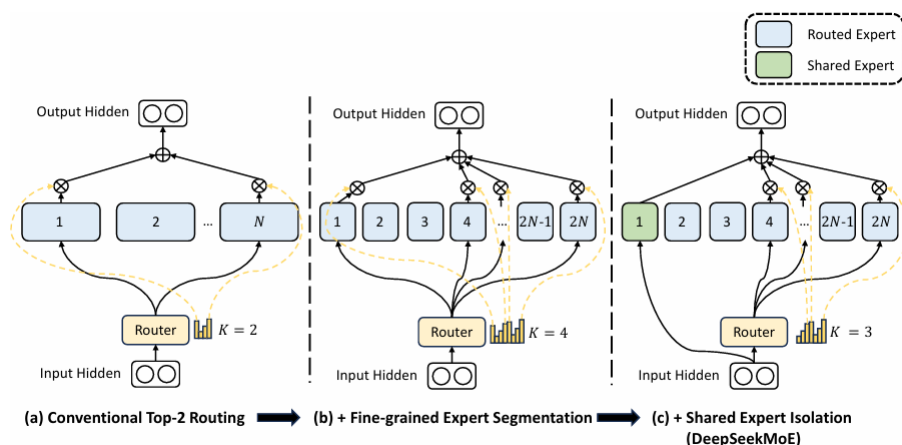 Routed Expert
Shared Expert
Output Hidden
1
2
...
N
Router
K = 2
Input Hidden
(a) Conventional Top-2 Routing
Output Hidden
1
2
3
4
...
2N-1
2N
Router
K = 4
Input Hidden
(b) + Fine-grained Expert Segmentation
Output Hidden
1
2
3
4
...
2N-1
2N
Router
K = 3
Input Hidden
(c) + Shared Expert Isolation
(DeepSeekMoE)